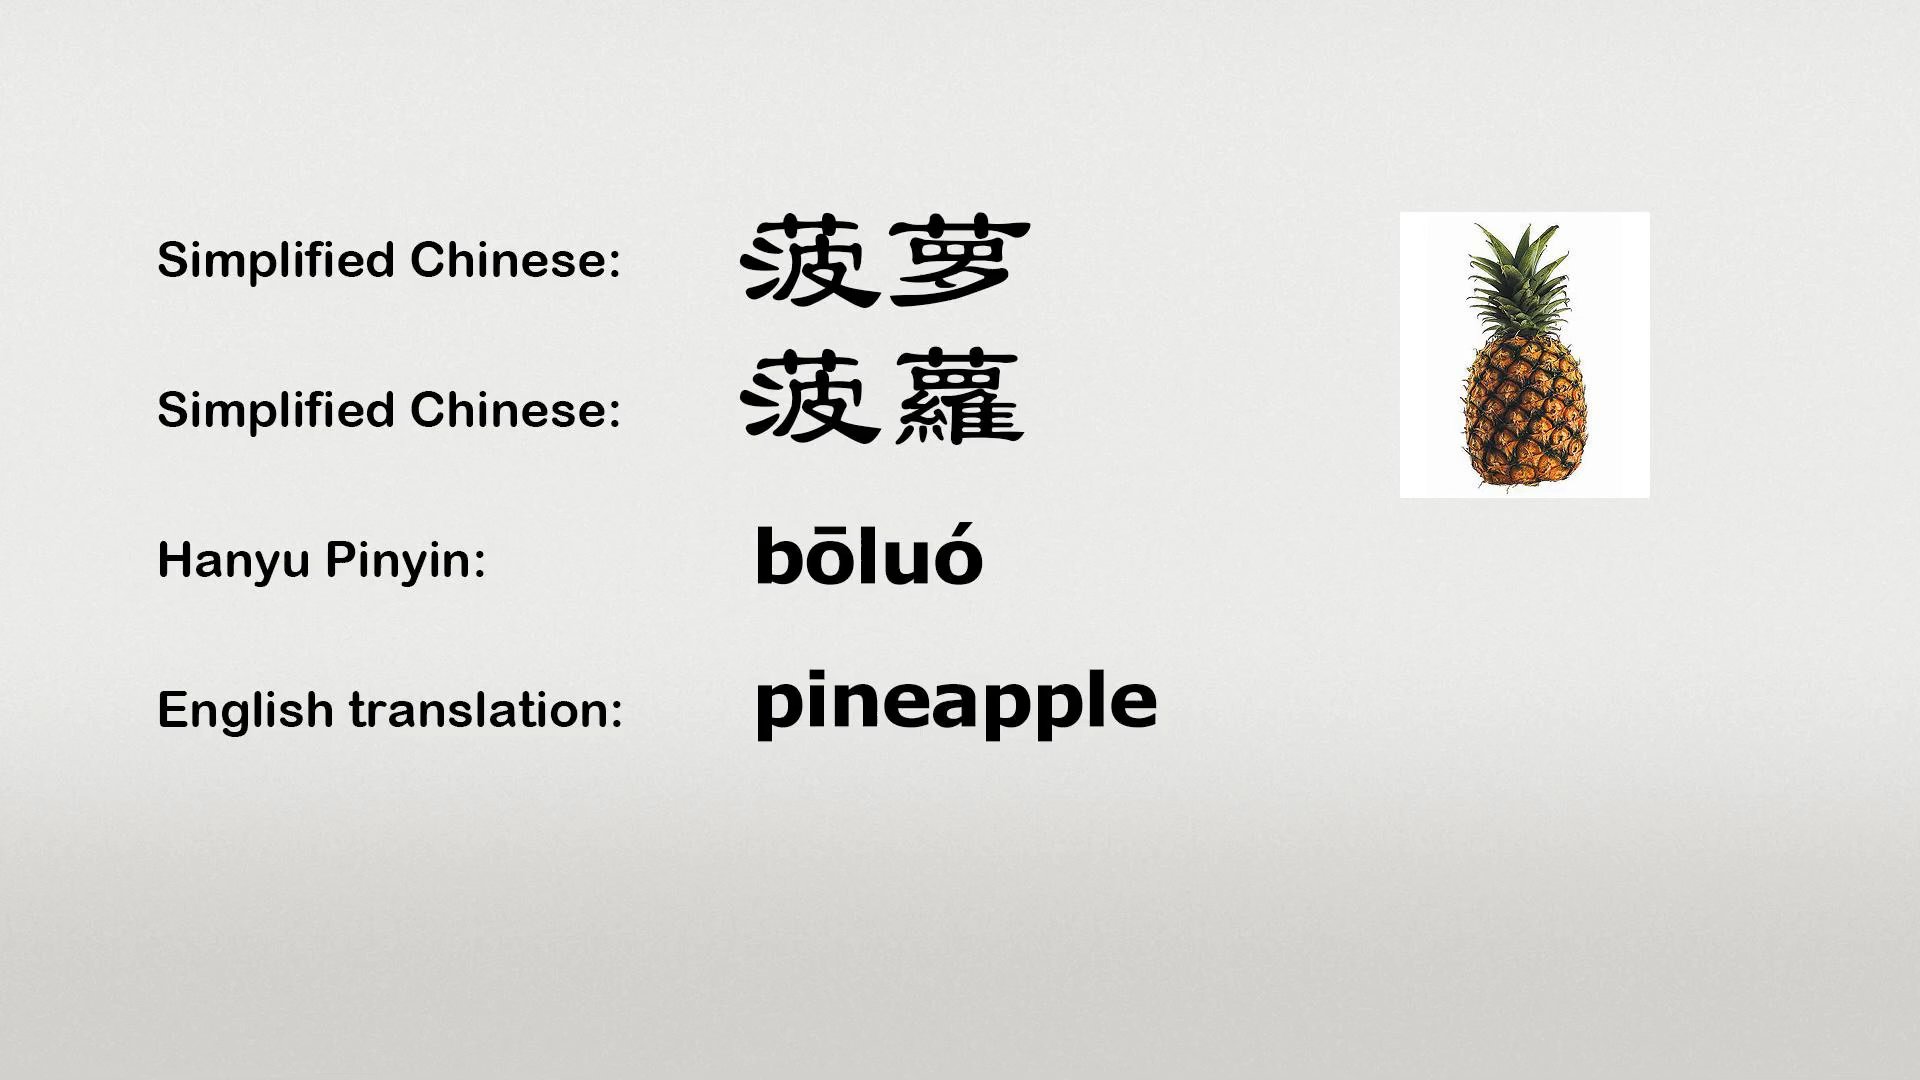 Simplified Chinese: 菠萝
Simplified Chinese: 菠蘿
Hanyu Pinyin: bōluó
English translation: pineapple